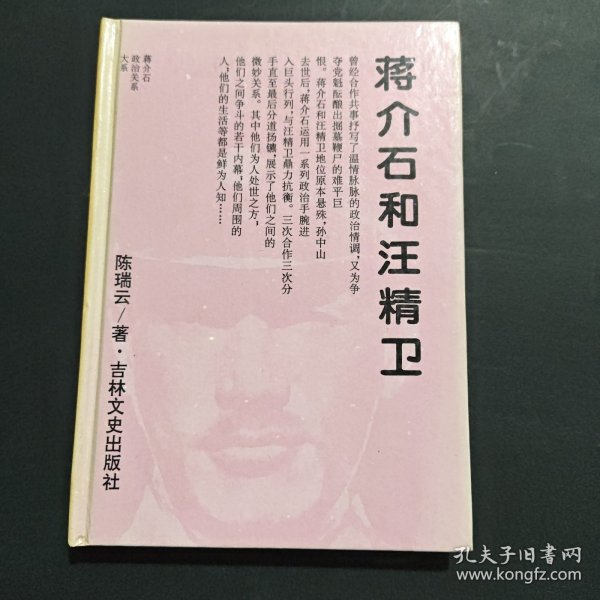 蒋介石和汪精卫
曾经合作共事抒写了温情脉脉的政治情调，又为争
夺党魁酝酿出掘墓鞭尸的难平巨
恨。蒋介石和汪精卫地位原本悬殊，孙中山
去世后，蒋介石运用一系列政治手腕进
入巨头行列，与汪精卫鼎力抗衡。三次合作三次分
手直至最后分道扬镳，展示了他们之间的
微妙关系。其中他们为人处世之方，
他们之间争斗的若干内幕，他们周围的
人，他们的生活等都是鲜为人知……
蒋介石
政治关系
大系
陈瑞云/著·吉林文史出版社
孔夫子旧书网
www.kongfz.com